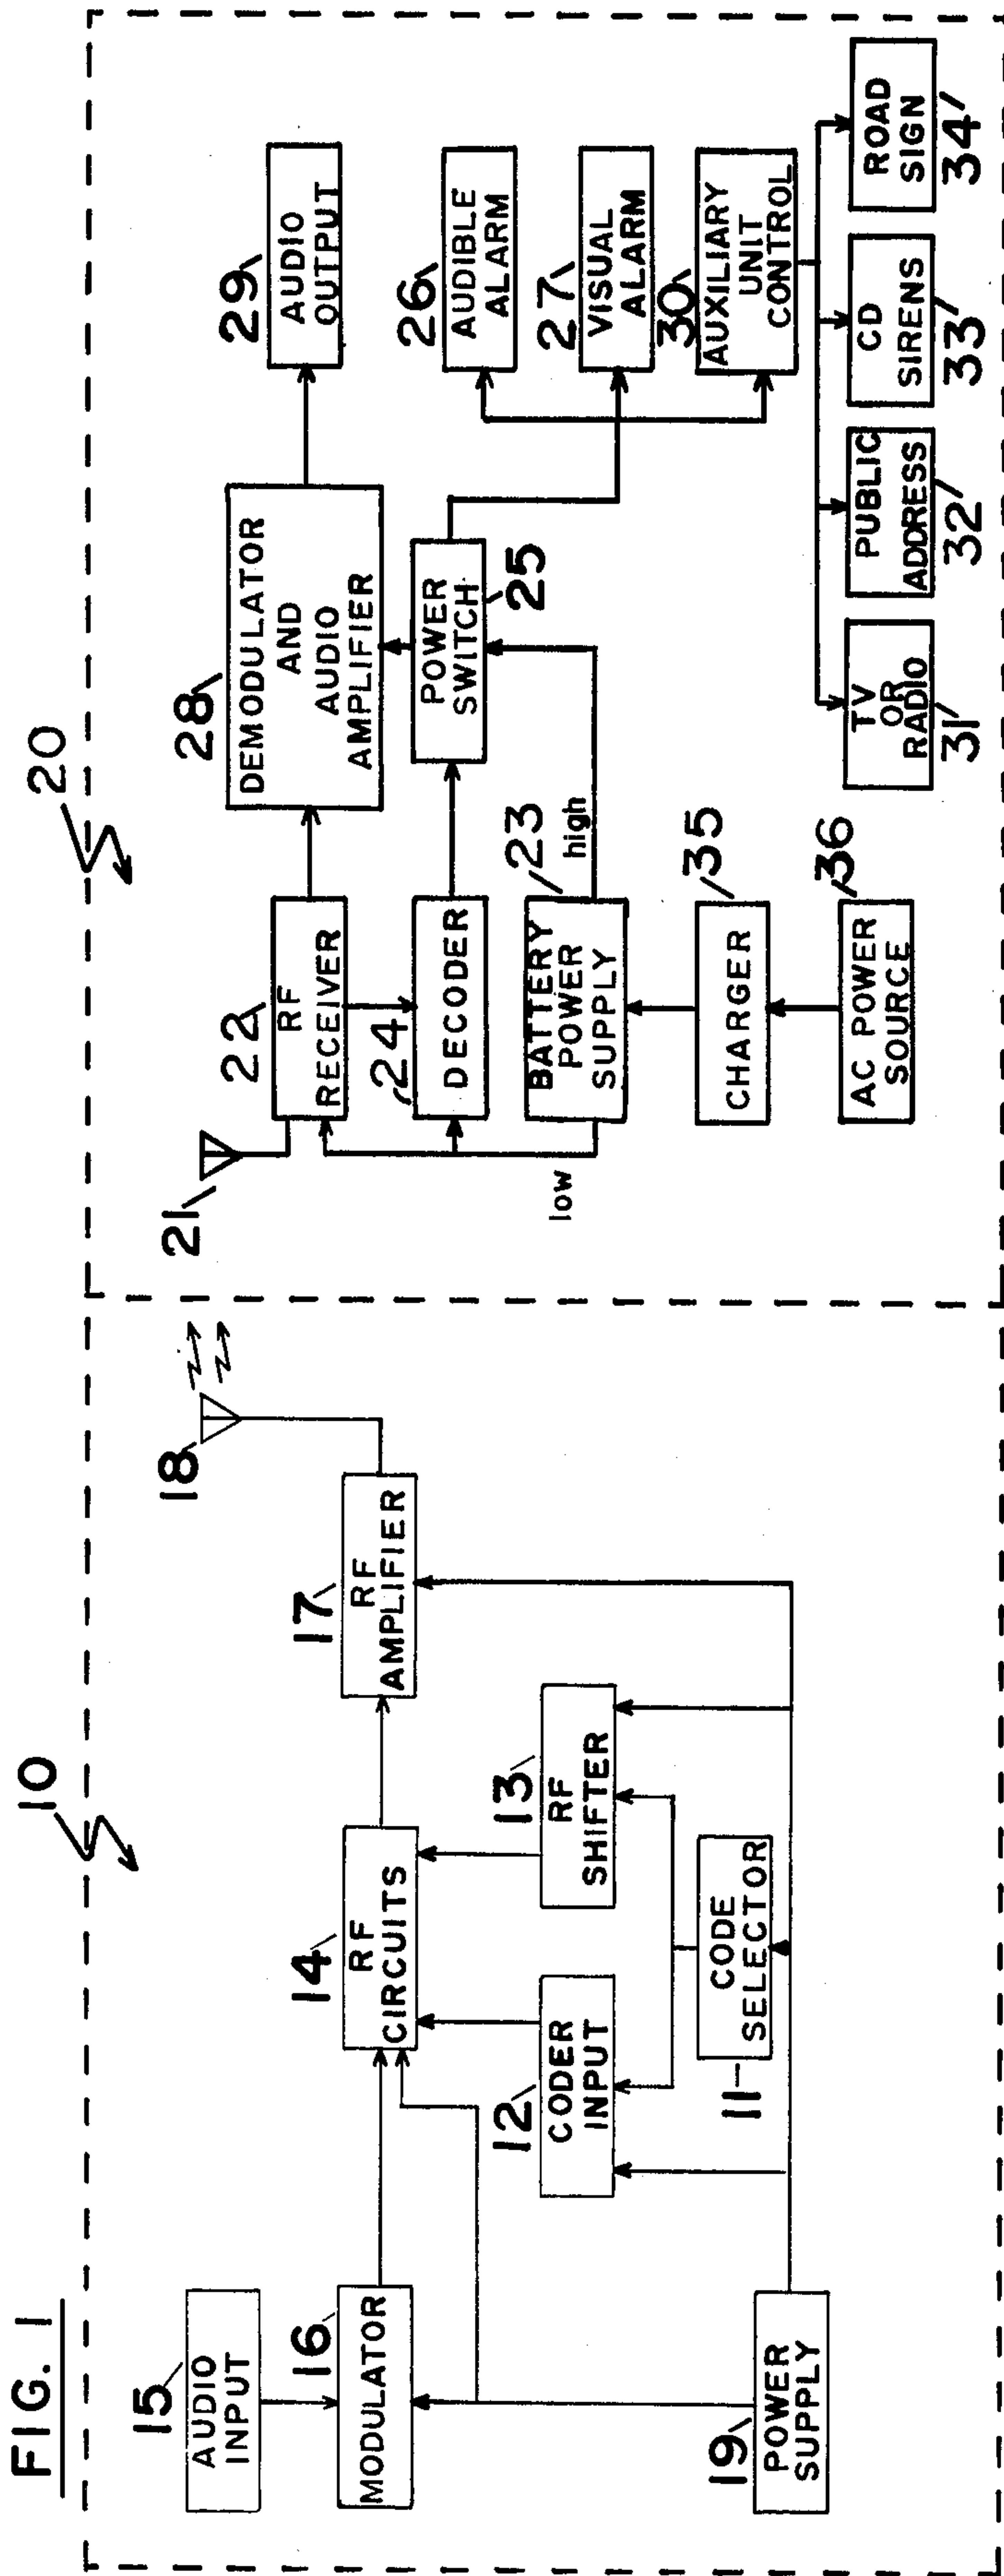 FIG. 1
10
15
AUDIO
INPUT
16
MODULATOR
19
POWER
SUPPLY
14
RF
CIRCUITS
12
CODER
INPUT
13
RF
SHIFTER
11
CODE
SELECTOR
17
RF
AMPLIFIER
18
20
21
22
RF
RECEIVER
24
DECODER
23
BATTERY
POWER
SUPPLY
low
high
35
CHARGER
36
AC POWER
SOURCE
28
DEMODULATOR
AND
AUDIO
AMPLIFIER
25
POWER
SWITCH
29
AUDIO
OUTPUT
26
AUDIBLE
ALARM
27
VISUAL
ALARM
30
AUXILIARY
UNIT
CONTROL
TV
OR
RADIO
31
PUBLIC
ADDRESS
32
CD
SIRENS
33
ROAD
SIGN
34